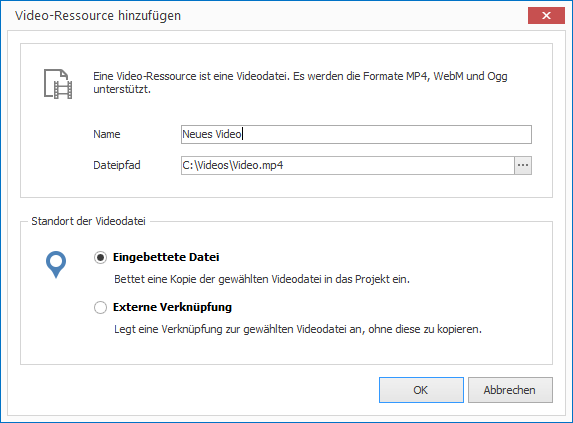 Video-Ressource hinzufügen
Eine Video-Ressource ist eine Videodatei. Es werden die Formate MP4, WebM und Ogg
unterstützt.
Name
Neues Video
Dateipfad
C:\Videos\Video.mp4
...
Standort der Videodatei
Eingebettete Datei
Bettet eine Kopie der gewählten Videodatei in das Projekt ein.
Externe Verknüpfung
Legt eine Verknüpfung zur gewählten Videodatei an, ohne diese zu kopieren.
OK
Abbrechen